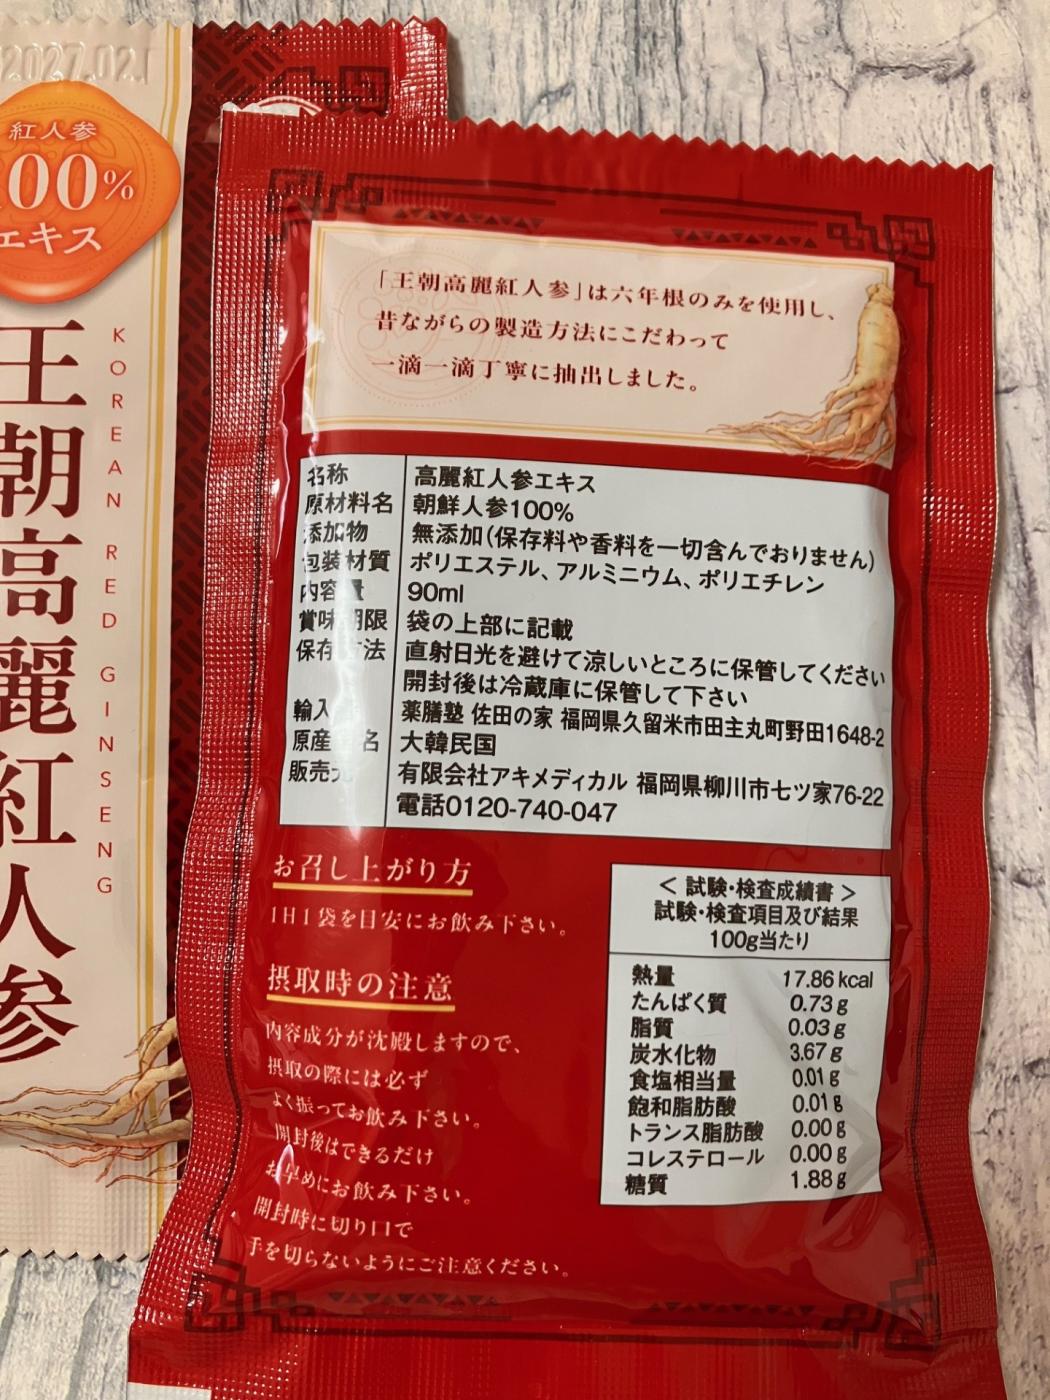 2027.02
紅人参
100%
エキス
王朝高麗紅人参
KOREAN RED GINSENG
「王朝高麗紅人参」は六年根のみを使用し、
昔ながらの製造方法にこだわって
一滴一滴丁寧に抽出しました。
名称 高麗紅人参エキス
原材料名 朝鮮人参100%
添加物 無添加(保存料や香料を一切含んでおりません)
包装材質 ポリエステル、アルミニウム、ポリエチレン
内容量 90ml
賞味期限 袋の上部に記載
保存方法 直射日光を避けて涼しいところに保管してください
開封後は冷蔵庫に保管して下さい
輸入 薬膳塾 佐田の家 福岡県久留米市田主丸町野田1648-2
原産国名 大韓民国
販売元 有限会社アキメディカル 福岡県柳川市七ツ家76-22
電話0120-740-047
お召し上がり方
1日1袋を目安にお飲み下さい。
摂取時の注意
内容成分が沈殿しますので、
摂取の際には必ず
よく振ってお飲み下さい。
開封後はできるだけ
お早めにお飲み下さい。
開封時に切り口で
手を切らないようにご注意ください。
＜試験・検査成績書＞
試験・検査項目及び結果
100g当たり
熱量 17.86kcal
たんぱく質 0.73g
脂質 0.03g
炭水化物 3.67g
食塩相当量 0.01g
飽和脂肪酸 0.01g
トランス脂肪酸 0.00g
コレステロール 0.00g
糖質 1.88g